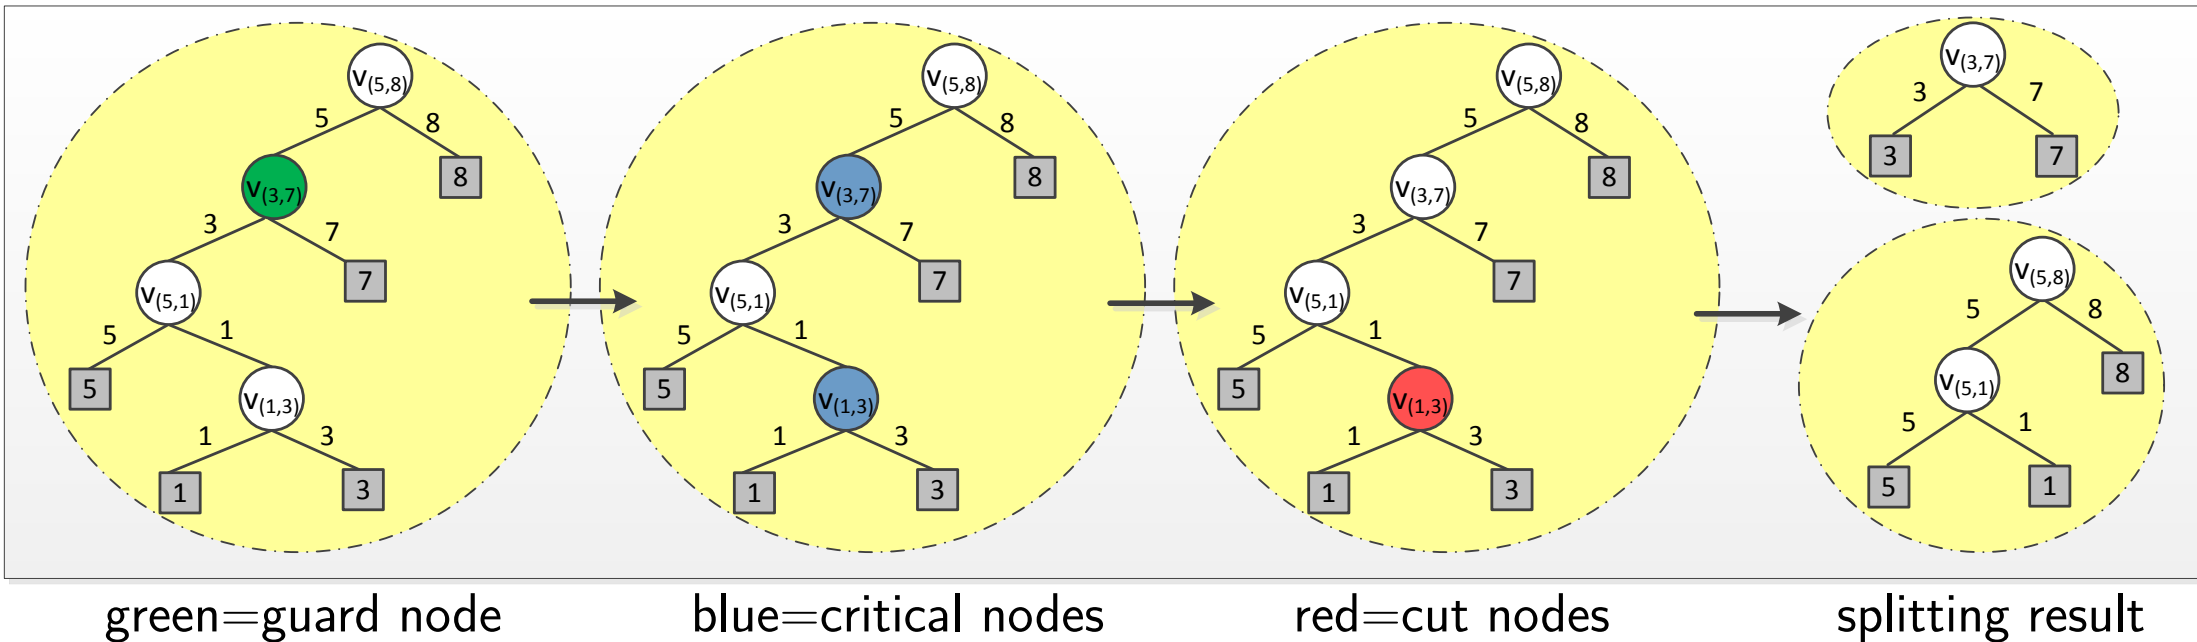 v(5,8)
5 8
v(3,7)
8
3 7
v(5,1)
7
5 1
5
v(1,3)
1 3
1 3
v(5,8)
5 8
v(3,7)
8
3 7
v(5,1)
7
5 1
5
v(1,3)
1 3
1 3
v(5,8)
5 8
v(3,7)
8
3 7
v(5,1)
7
5 1
5
v(1,3)
1 3
1 3
v(3,7)
3 7
3 7
v(5,8)
5 8
v(5,1)
8
5 1
5 1
green=guard node
blue=critical nodes
red=cut nodes
splitting result